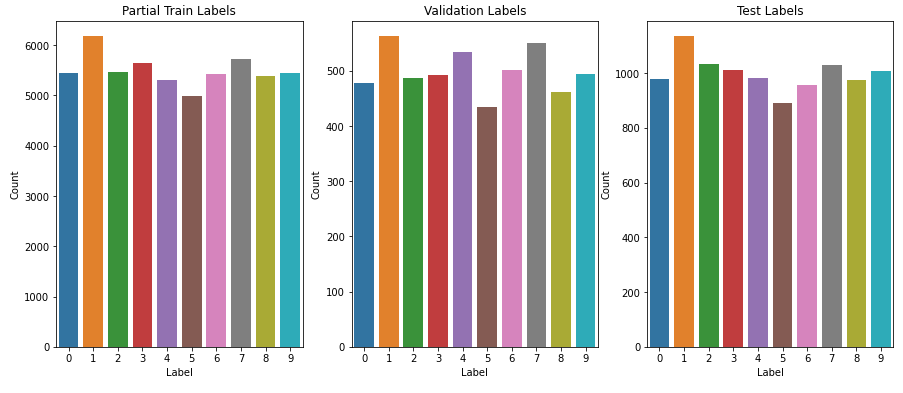 Partial Train Labels
Count
6000
5000
4000
3000
2000
1000
0
0 1 2 3 4 5 6 7 8 9
Label
Validation Labels
Count
500
400
300
200
100
0
0 1 2 3 4 5 6 7 8 9
Label
Test Labels
Count
1000
800
600
400
200
0
0 1 2 3 4 5 6 7 8 9
Label